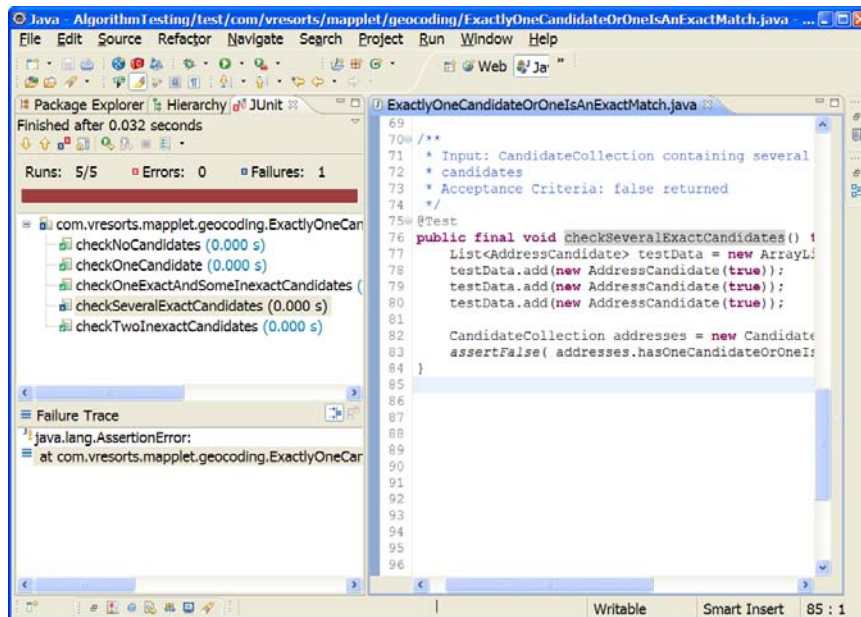 Java - AlgorithmTesting/test/com/vresorts/mapplet/geocoding/ExactlyOneCandidateOrOneIsAnExactMatch.java - ...
File Edit Source Refactor Navigate Search Project Run Window Help
Web Ja »
Package Explorer Hierarchy JUnit
Finished after 0.032 seconds
Runs: 5/5 Errors: 0 Failures: 1
com.vresorts.mapplet.geocoding.ExactlyOneCan
checkNoCandidates (0.000 s)
checkOneCandidate (0.000 s)
checkOneExactAndSomeInexactCandidates (
checkSeveralExactCandidates (0.000 s)
checkTwoInexactCandidates (0.000 s)
Failure Trace
java.lang.AssertionError:
at com.vresorts.mapplet.geocoding.ExactlyOneCar
ExactlyOneCandidateOrOneIsAnExactMatch.java
69
70 /**
71 * Input: CandidateCollection containing several
72 * candidates
73 * Acceptance Criteria: false returned
74 */
75 @Test
76 public final void checkSeveralExactCandidates() t
77 List<AddressCandidate> testData = new ArrayLi
78 testData.add(new AddressCandidate(true));
79 testData.add(new AddressCandidate(true));
80 testData.add(new AddressCandidate(true));
81
82 CandidateCollection addresses = new Candidate
83 assertFalse( addresses.hasOneCandidateOrOneIs
84 }
85
86
87
88
89
90
91
92
93
94
95
96
Writable Smart Insert 85 : 1